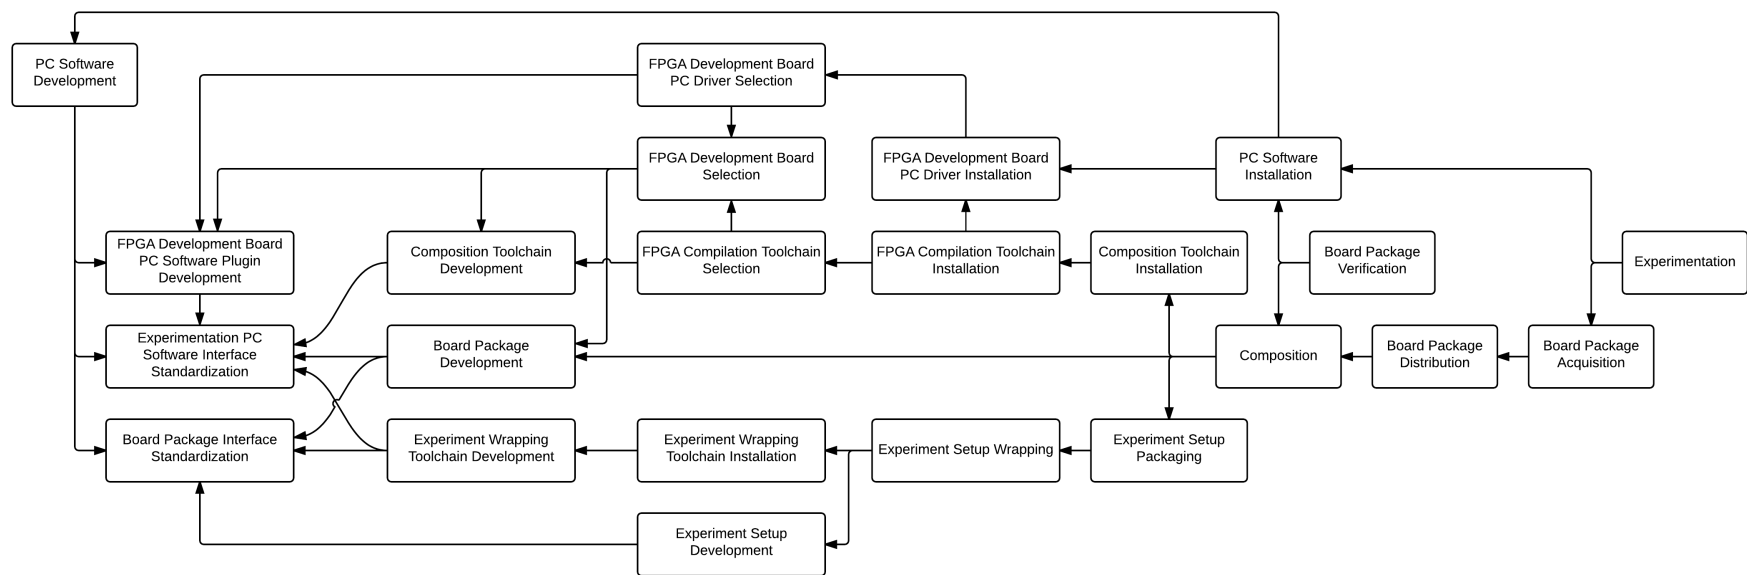 PC Software
Development
FPGA Development Board
PC Driver Selection
FPGA Development Board
Selection
FPGA Development Board
PC Driver Installation
PC Software
Installation
FPGA Development Board
PC Software Plugin
Development
Composition Toolchain
Development
FPGA Compilation Toolchain
Selection
FPGA Compilation Toolchain
Installation
Composition Toolchain
Installation
Board Package
Verification
Experimentation
Experimentation PC
Software Interface
Standardization
Board Package
Development
Composition
Board Package
Distribution
Board Package
Acquisition
Board Package Interface
Standardization
Experiment Wrapping
Toolchain Development
Experiment Wrapping
Toolchain Installation
Experiment Setup Wrapping
Experiment Setup
Packaging
Experiment Setup
Development